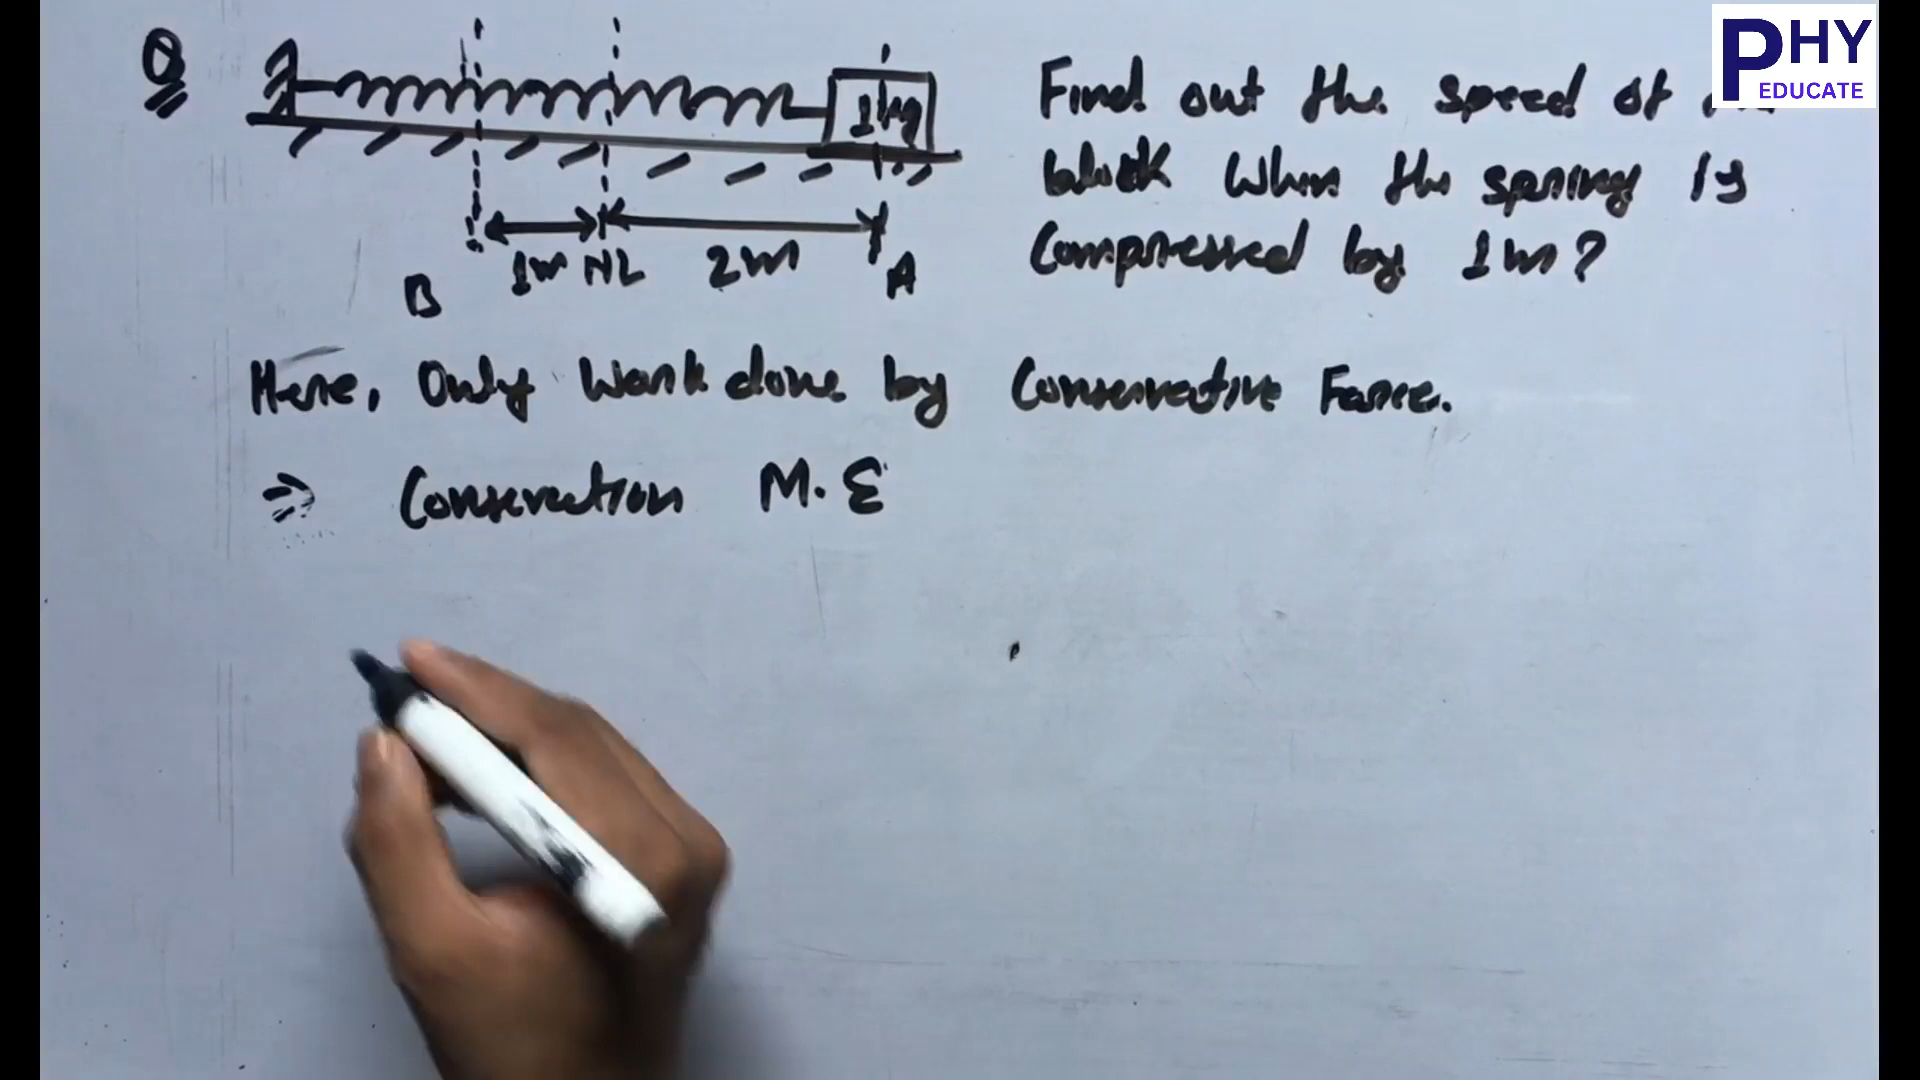 Q
1kg
Find out the speed of
block when the spring is
compressed by 1m?
1m NL 2m
B A
Here, Only work done by Conservative Force.
⇒ Conservation M.E
PHY
EDUCATE